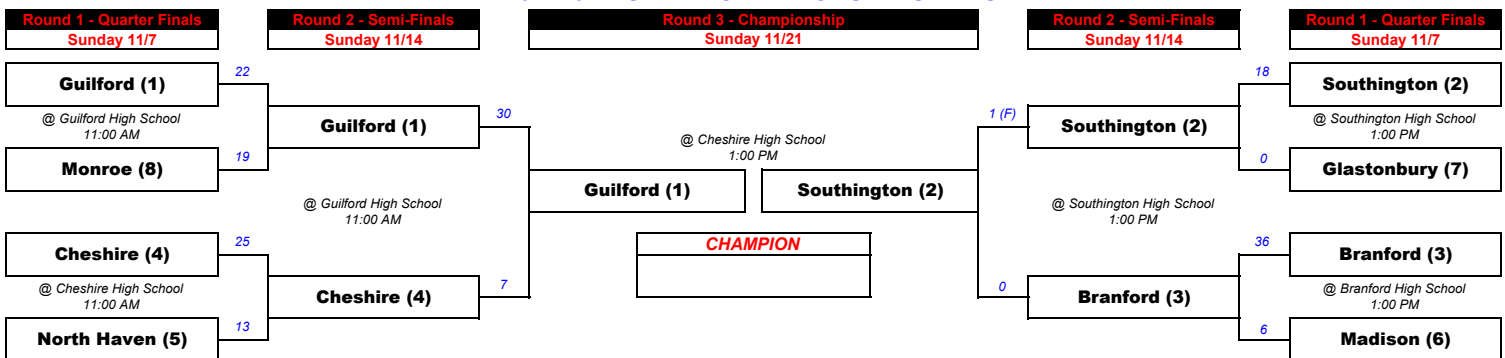 Round 1 - Quarter Finals
Sunday 11/7
Round 2 - Semi-Finals
Sunday 11/14
Round 3 - Championship
Sunday 11/21
Round 2 - Semi-Finals
Sunday 11/14
Round 1 - Quarter Finals
Sunday 11/7
Guilford (1)
22
@ Guilford High School
11:00 AM
Monroe (8)
19
Cheshire (4)
25
@ Cheshire High School
11:00 AM
North Haven (5)
13
Guilford (1)
30
@ Guilford High School
11:00 AM
Cheshire (4)
7
@ Cheshire High School
1:00 PM
Guilford (1)
Southington (2)
CHAMPION
1 (F)
Southington (2)
@ Southington High School
1:00 PM
0
Branford (3)
18
Southington (2)
@ Southington High School
1:00 PM
0
Glastonbury (7)
36
Branford (3)
@ Branford High School
1:00 PM
6
Madison (6)